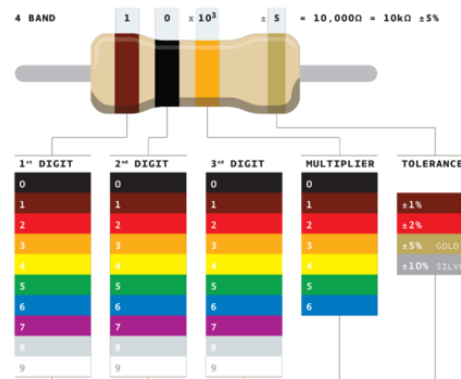 4 BAND 1 0 x 10³ ± 5 = 10,000Ω = 10kΩ ±5%
1ˢᵗ DIGIT 2ⁿᵈ DIGIT 3ʳᵈ DIGIT MULTIPLIER TOLERANCE
0 0 0 0
1 1 1 1 ±1%
2 2 2 2 ±2%
3 3 3 3 ±5% GOLD
4 4 4 4 ±10% SILVE
5 5 5 5
6 6 6 6
7 7 7
8 8 8
9 9 9